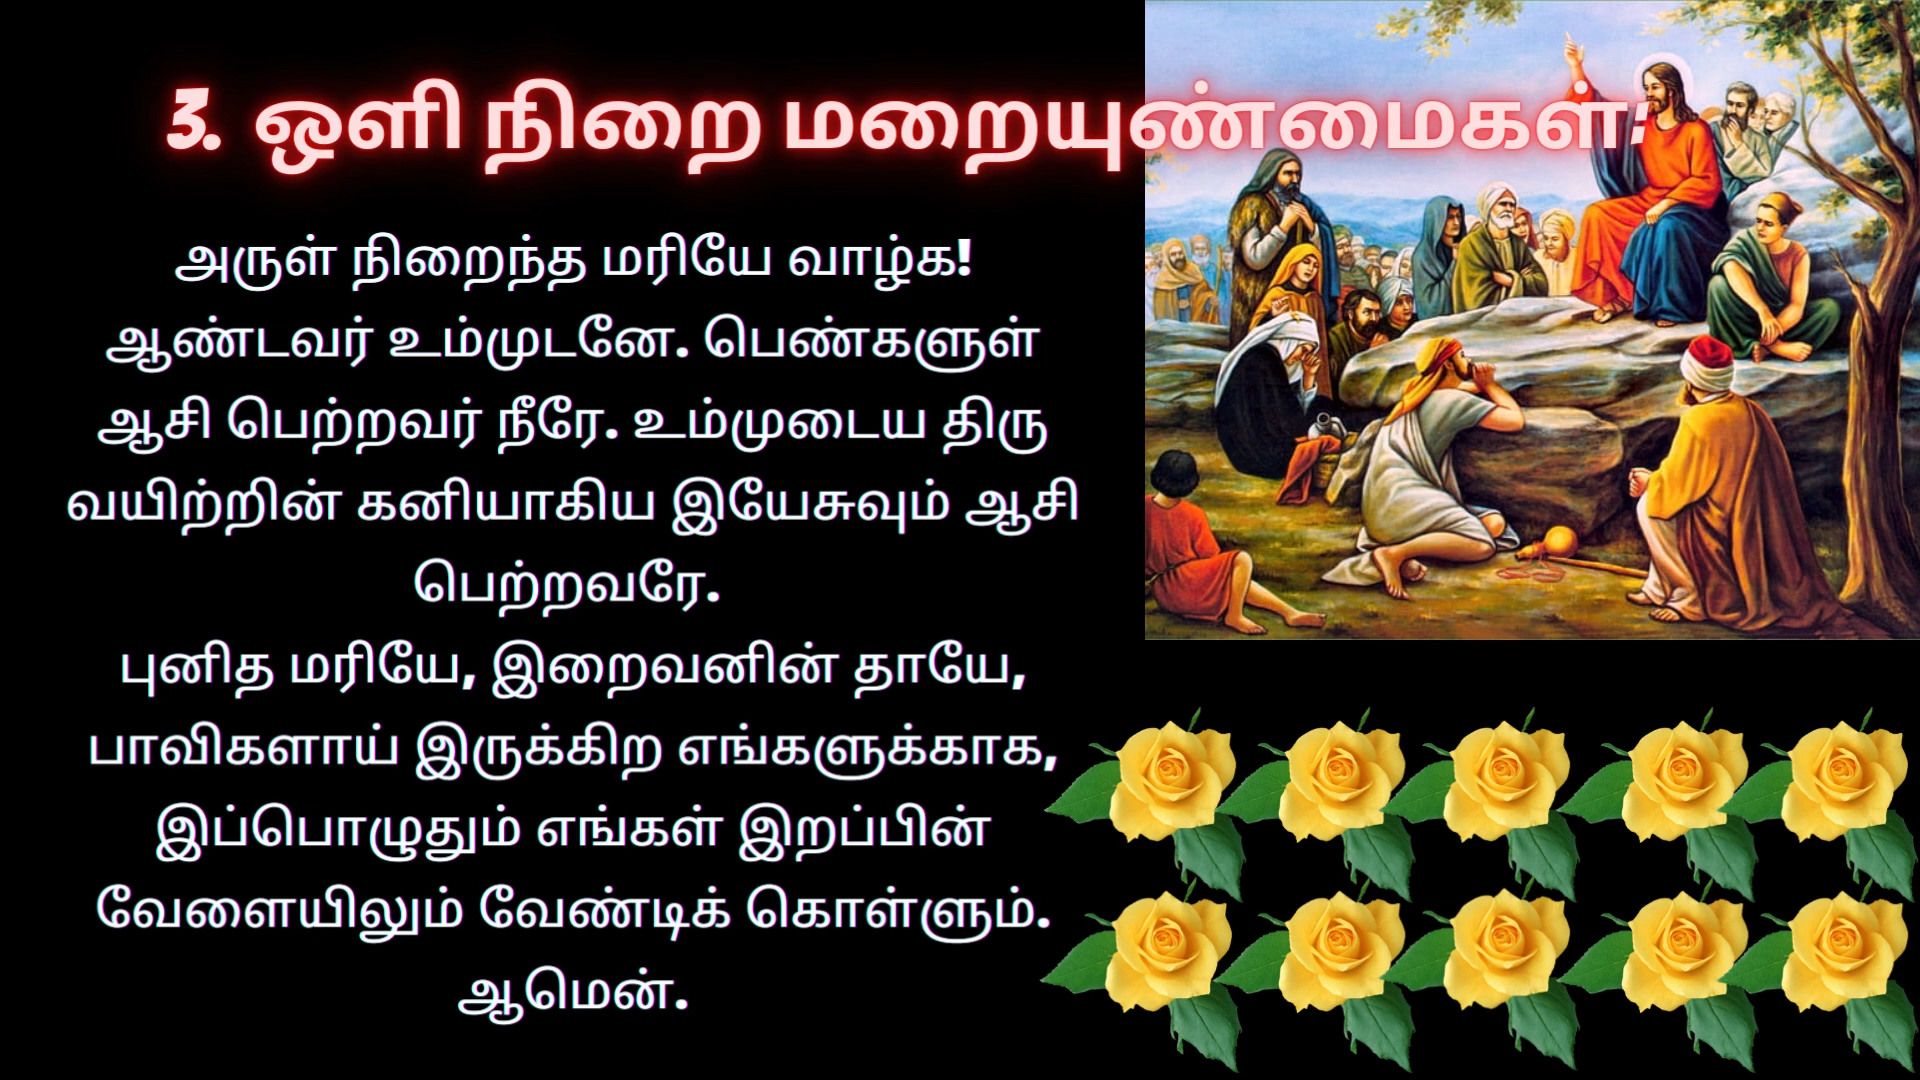 3. ஒளி நிறை மறையுண்மைகள்:
அருள் நிறைந்த மரியே வாழ்க!
ஆண்டவர் உம்முடனே. பெண்களுள்
ஆசி பெற்றவர் நீரே. உம்முடைய திரு
வயிற்றின் கனியாகிய இயேசுவும் ஆசி
பெற்றவரே.
புனித மரியே, இறைவனின் தாயே,
பாவிகளாய் இருக்கிற எங்களுக்காக,
இப்பொழுதும் எங்கள் இறப்பின்
வேளையிலும் வேண்டிக் கொள்ளும்.
ஆமென்.